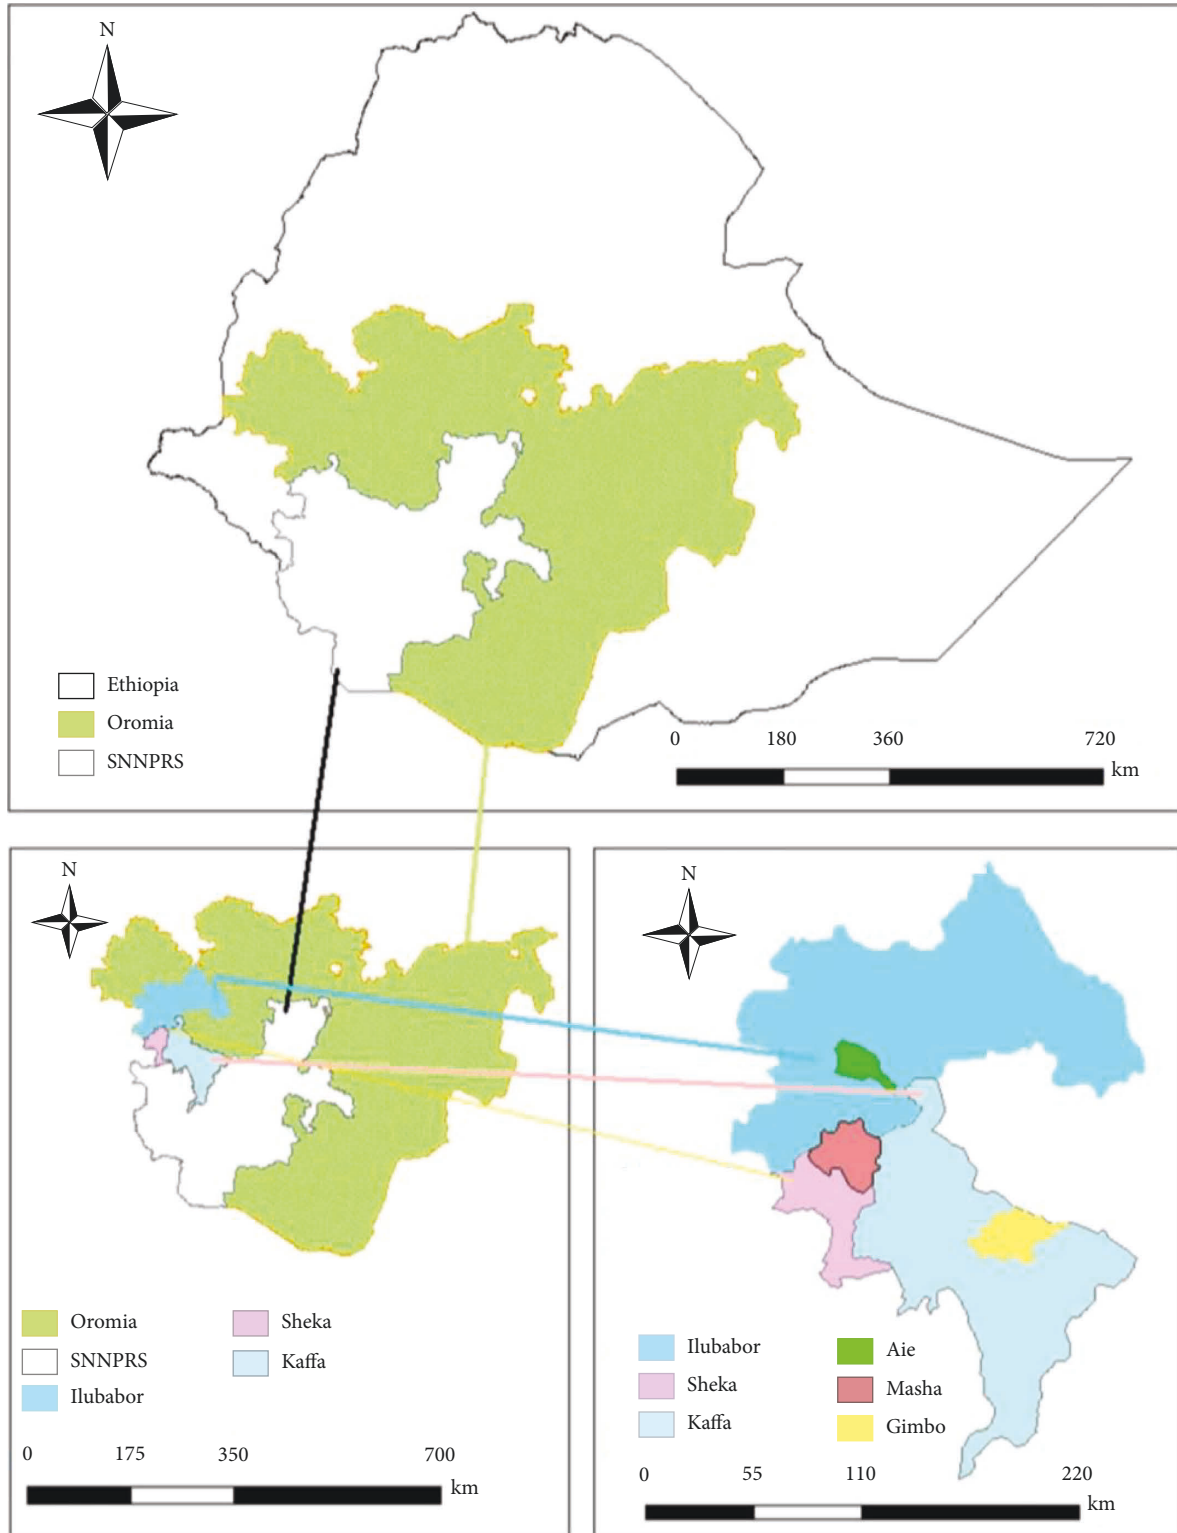 N
Ethiopia
Oromia
SNNPRS
0 180 360 720
km
N
Oromia
SNNPRS
Ilubabor
Sheka
Kaffa
0 175 350 700
km
N
Ilubabor
Sheka
Kaffa
Aie
Masha
Gimbo
0 55 110 220
km